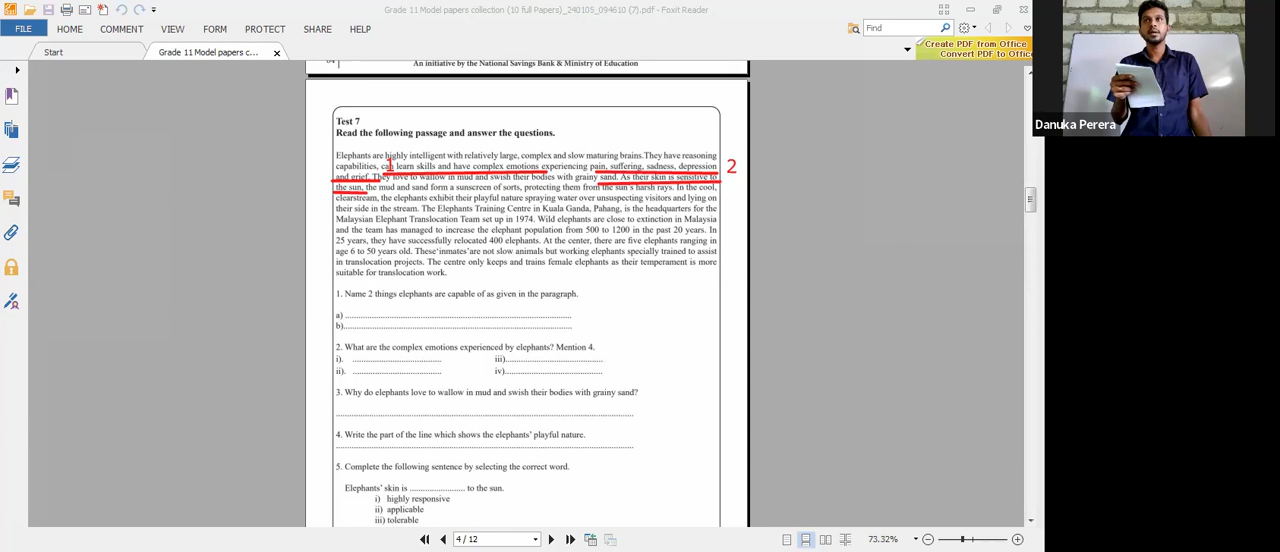 Grade 11 Model papers collection (10 full Papers)_240105_094610 (7).pdf - Foxit Reader
FILE HOME COMMENT VIEW FORM PROTECT SHARE HELP
Find
Start Grade 11 Model papers c...
Create PDF from Office
Convert PDF to Offi
An initiative by the National Savings Bank & Ministry of Education
Danuka Perera
Test 7
Read the following passage and answer the questions.
Elephants are highly intelligent with relatively large, complex and slow maturing brains.They have reasoning
1
capabilities, can learn skills and have complex emotions experiencing pain, suffering, sadness, depression
2
and grief. They love to wallow in mud and swish their bodies with grainy sand. As their skin is sensitive to
the sun, the mud and sand form a sunscreen of sorts, protecting them from the sun's harsh rays. In the cool,
clearstream, the elephants exhibit their playful nature spraying water over unsuspecting visitors and lying on
their side in the stream. The Elephants Training Centre in Kuala Ganda, Pahang, is the headquarters for the
Malaysian Elephant Translocation Team set up in 1974. Wild elephants are close to extinction in Malaysia
and the team has managed to increase the elephant population from 500 to 1200 in the past 20 years. In
25 years, they have successfully relocated 400 elephants. At the center, there are five elephants ranging in
age 6 to 50 years old. These'inmates'are not slow animals but working elephants specially trained to assist
in translocation projects. The centre only keeps and trains female elephants as their temperament is more
suitable for translocation work.
1. Name 2 things elephants are capable of as given in the paragraph.
a) ..........................................................................................
b)..........................................................................................
2. What are the complex emotions experienced by elephants? Mention 4.
i). ................................... iii)......................................
ii). ................................... iv)......................................
3. Why do elephants love to wallow in mud and swish their bodies with grainy sand?
....................................................................................................................
4. Write the part of the line which shows the elephants' playful nature.
....................................................................................................................
5. Complete the following sentence by selecting the correct word.
Elephants' skin is ...................... to the sun.
i) highly responsive
ii) applicable
iii) tolerable
4 / 12 73.32%